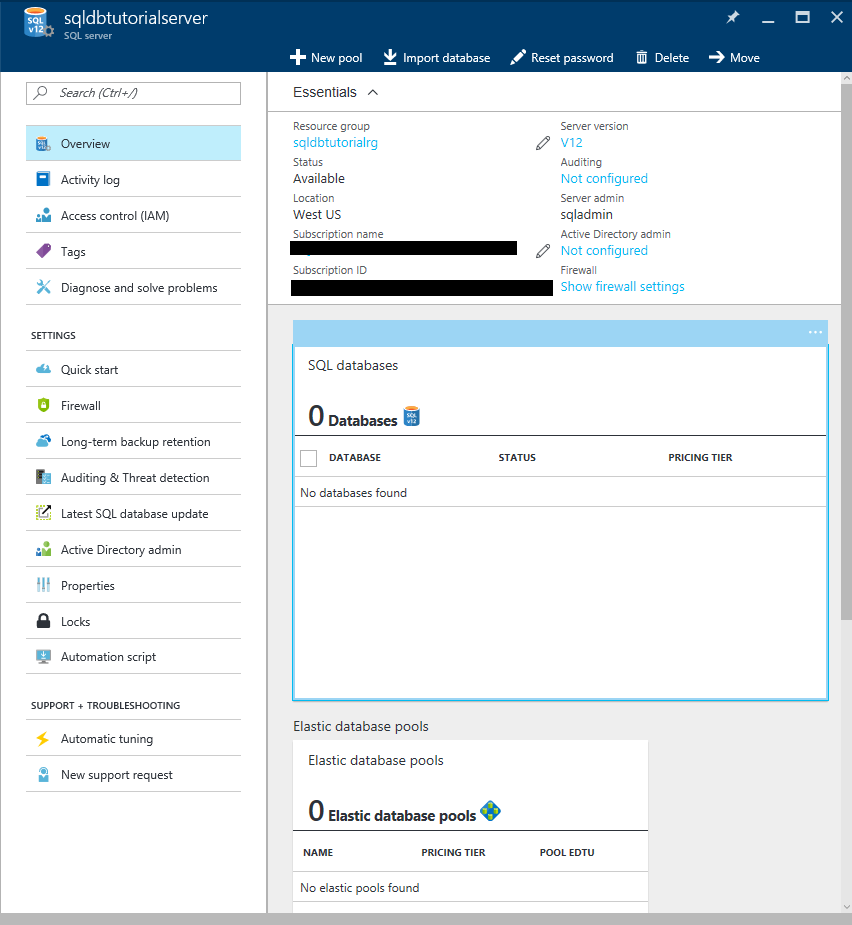 sqldbtutorialserver
SQL server
New pool Import database Reset password Delete Move
Search (Ctrl+/)
Overview
Activity log
Access control (IAM)
Tags
Diagnose and solve problems
SETTINGS
Quick start
Firewall
Long-term backup retention
Auditing & Threat detection
Latest SQL database update
Active Directory admin
Properties
Locks
Automation script
SUPPORT + TROUBLESHOOTING
Automatic tuning
New support request
Essentials
Resource group
sqldbtutorialrg
Status
Available
Location
West US
Subscription name
Subscription ID
Server version
V12
Auditing
Not configured
Server admin
sqladmin
Active Directory admin
Not configured
Firewall
Show firewall settings
SQL databases
0 Databases
DATABASE STATUS PRICING TIER
No databases found
Elastic database pools
Elastic database pools
0 Elastic database pools
NAME PRICING TIER POOL EDTU
No elastic pools found